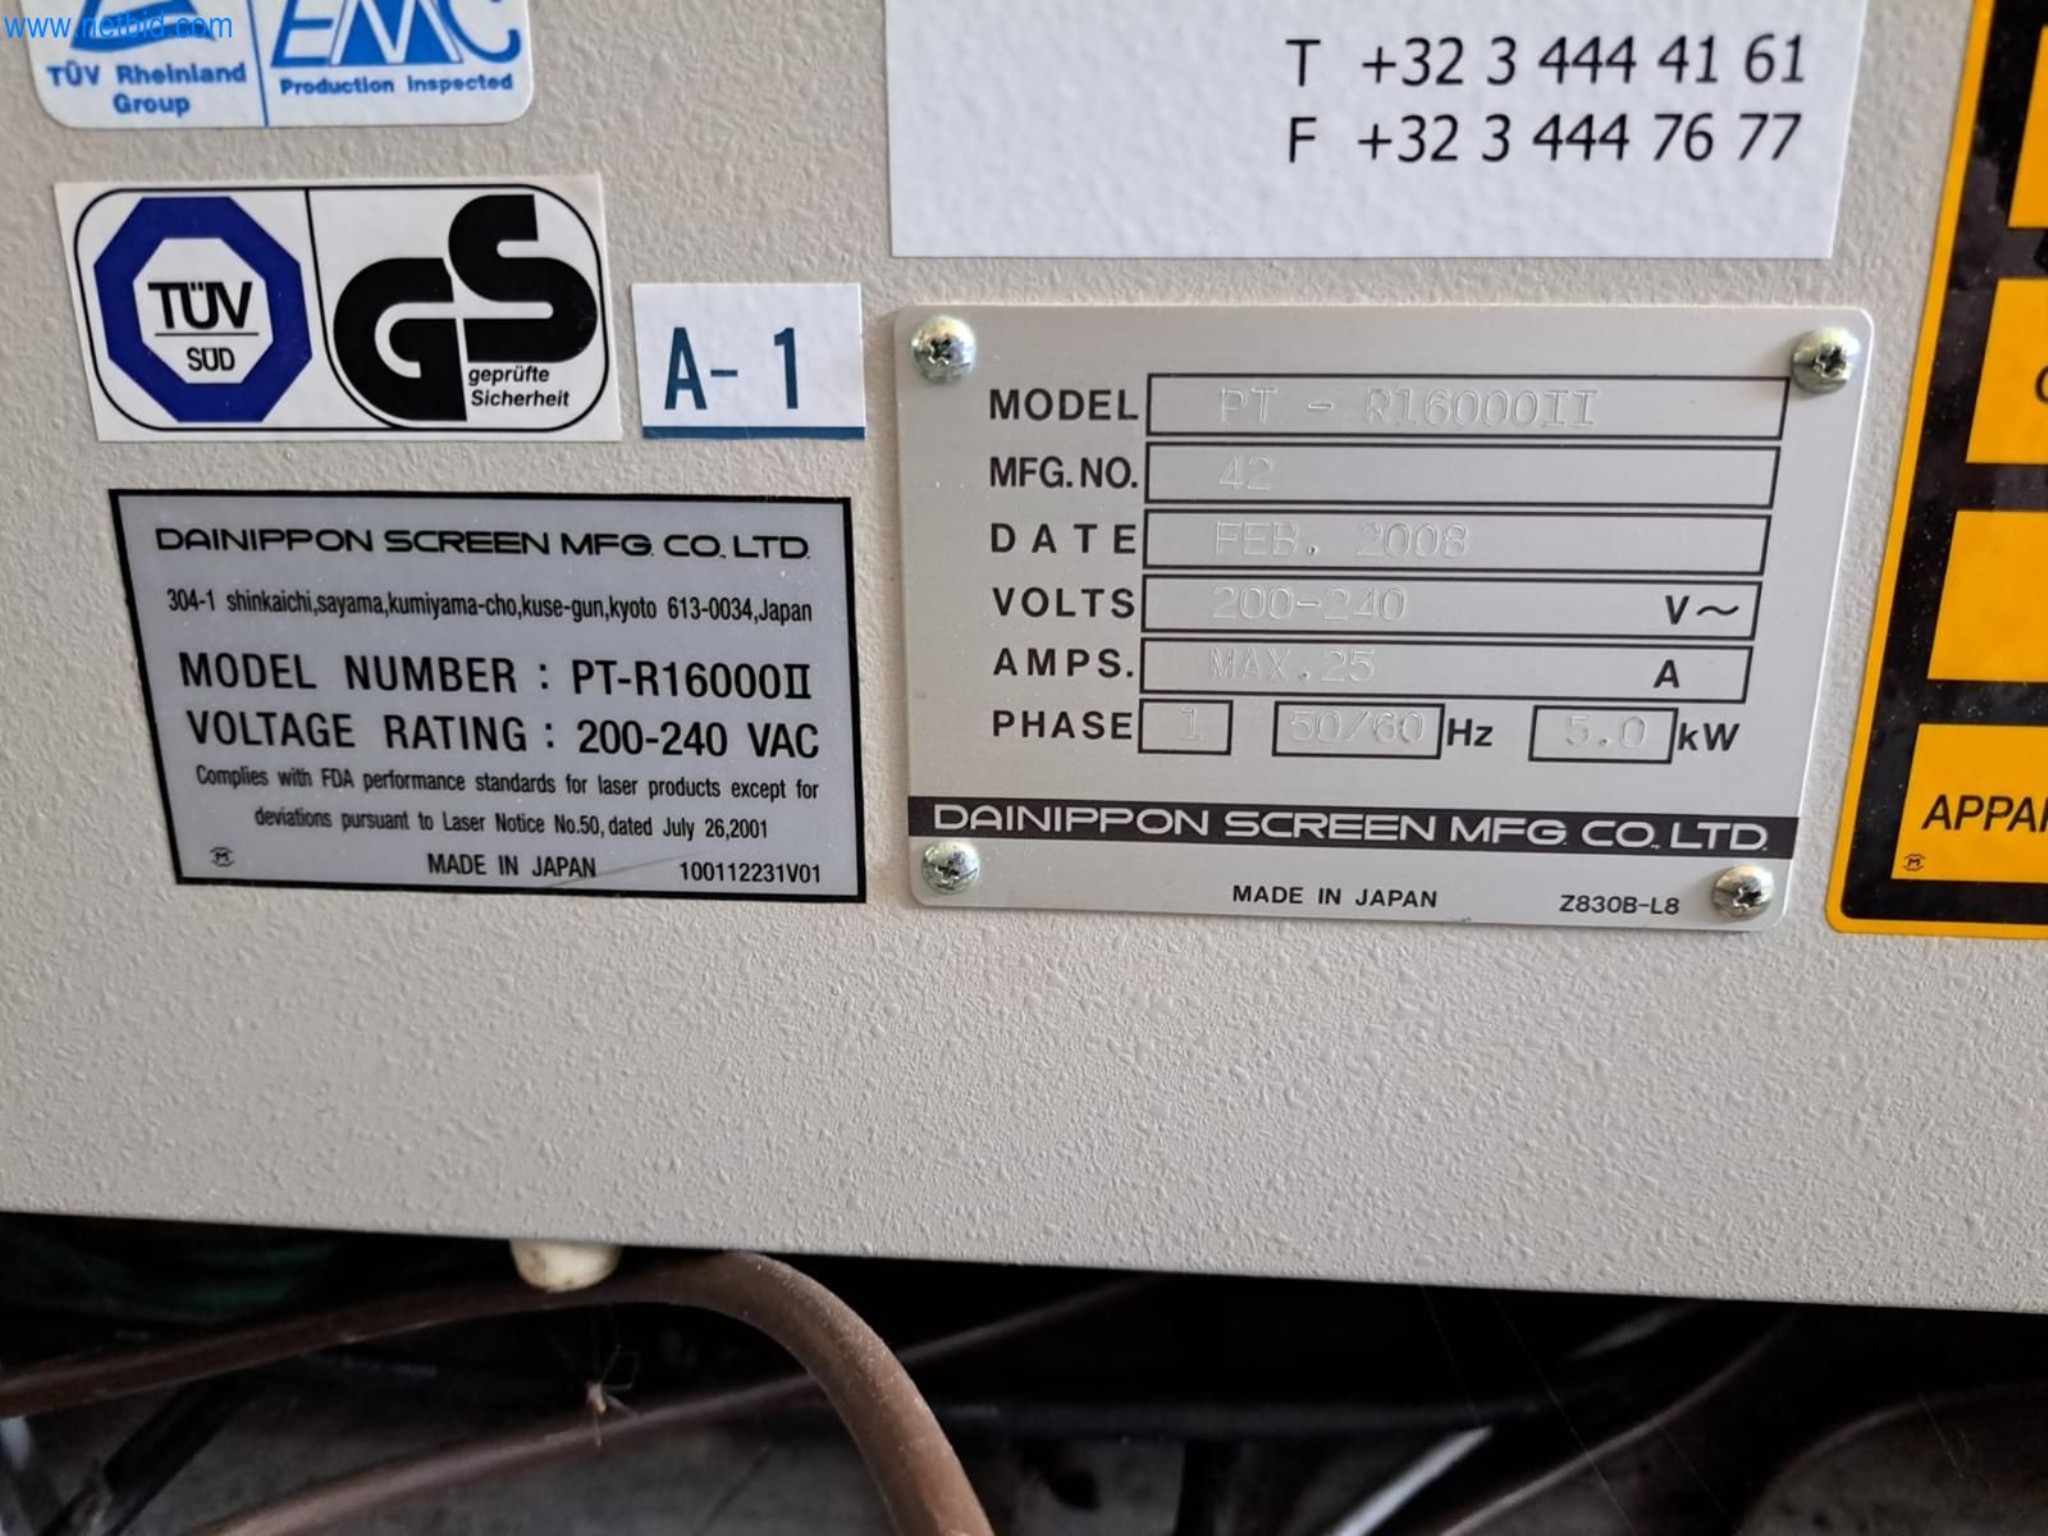 www.netbid.com
TÜV Rheinland
Group
EMC
Production Inspected
T +32 3 444 41 61
F +32 3 444 76 77
TÜV
SÜD
GS
geprüfte
Sicherheit
A-1
DAINIPPON SCREEN MFG. CO., LTD.
304-1 shinkaichi,sayama,kumiyama-cho,kuse-gun,kyoto 613-0034,Japan
MODEL NUMBER : PT-R16000II
VOLTAGE RATING : 200-240 VAC
Complies with FDA performance standards for laser products except for
deviations pursuant to Laser Notice No.50, dated July 26,2001
MADE IN JAPAN 100112231V01
MODEL PT - R16000II
MFG.NO. 42
DATE FEB. 2008
VOLTS 200-240 V~
AMPS. MAX.25 A
PHASE 1 50/60 Hz 5.0 kW
DAINIPPON SCREEN MFG. CO., LTD.
MADE IN JAPAN Z830B-L8